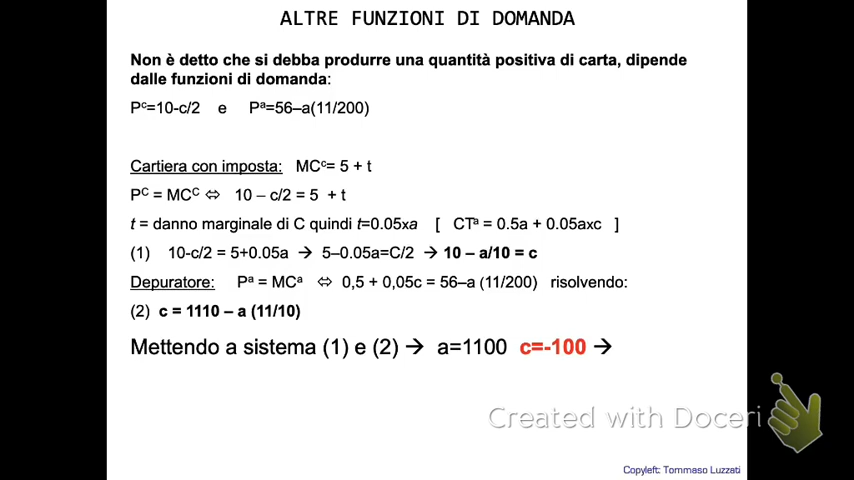 ALTRE FUNZIONI DI DOMANDA
Non è detto che si debba produrre una quantità positiva di carta, dipende
dalle funzioni di domanda:
Pᶜ=10-c/2 e Pᵃ=56–a(11/200)
Cartiera con imposta: MCᶜ= 5 + t
Pᶜ = MCᶜ ⇔ 10 – c/2 = 5 + t
t = danno marginale di C quindi t=0.05xa [ CTᵃ = 0.5a + 0.05axc ]
(1) 10-c/2 = 5+0.05a → 5–0.05a=C/2 → 10 – a/10 = c
Depuratore: Pᵃ = MCᵃ ⇔ 0,5 + 0,05c = 56–a (11/200) risolvendo:
(2) c = 1110 – a (11/10)
Mettendo a sistema (1) e (2) → a=1100 c=-100 →
Created with Doceri
Copyleft: Tommaso Luzzati